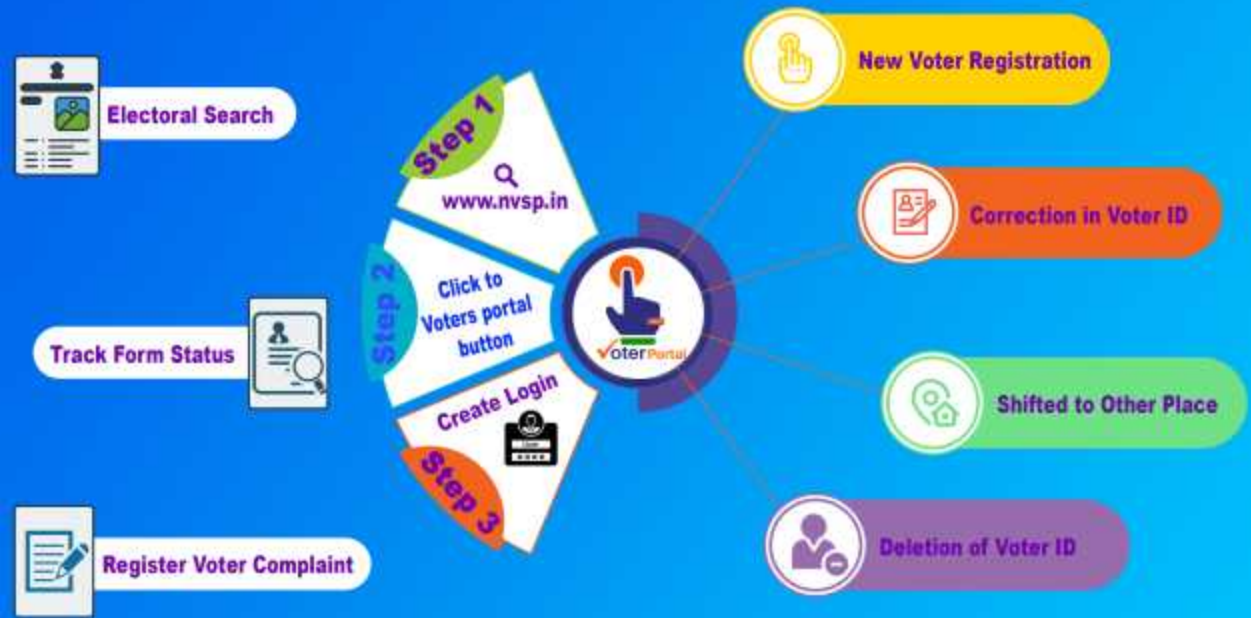 Electoral Search
Track Form Status
Register Voter Complaint
Step 1
www.nvsp.in
Step 2
Click to
Voters portal
button
Create Login
Step 3
Voter Portal
New Voter Registration
Correction in Voter ID
Shifted to Other Place
Deletion of Voter ID